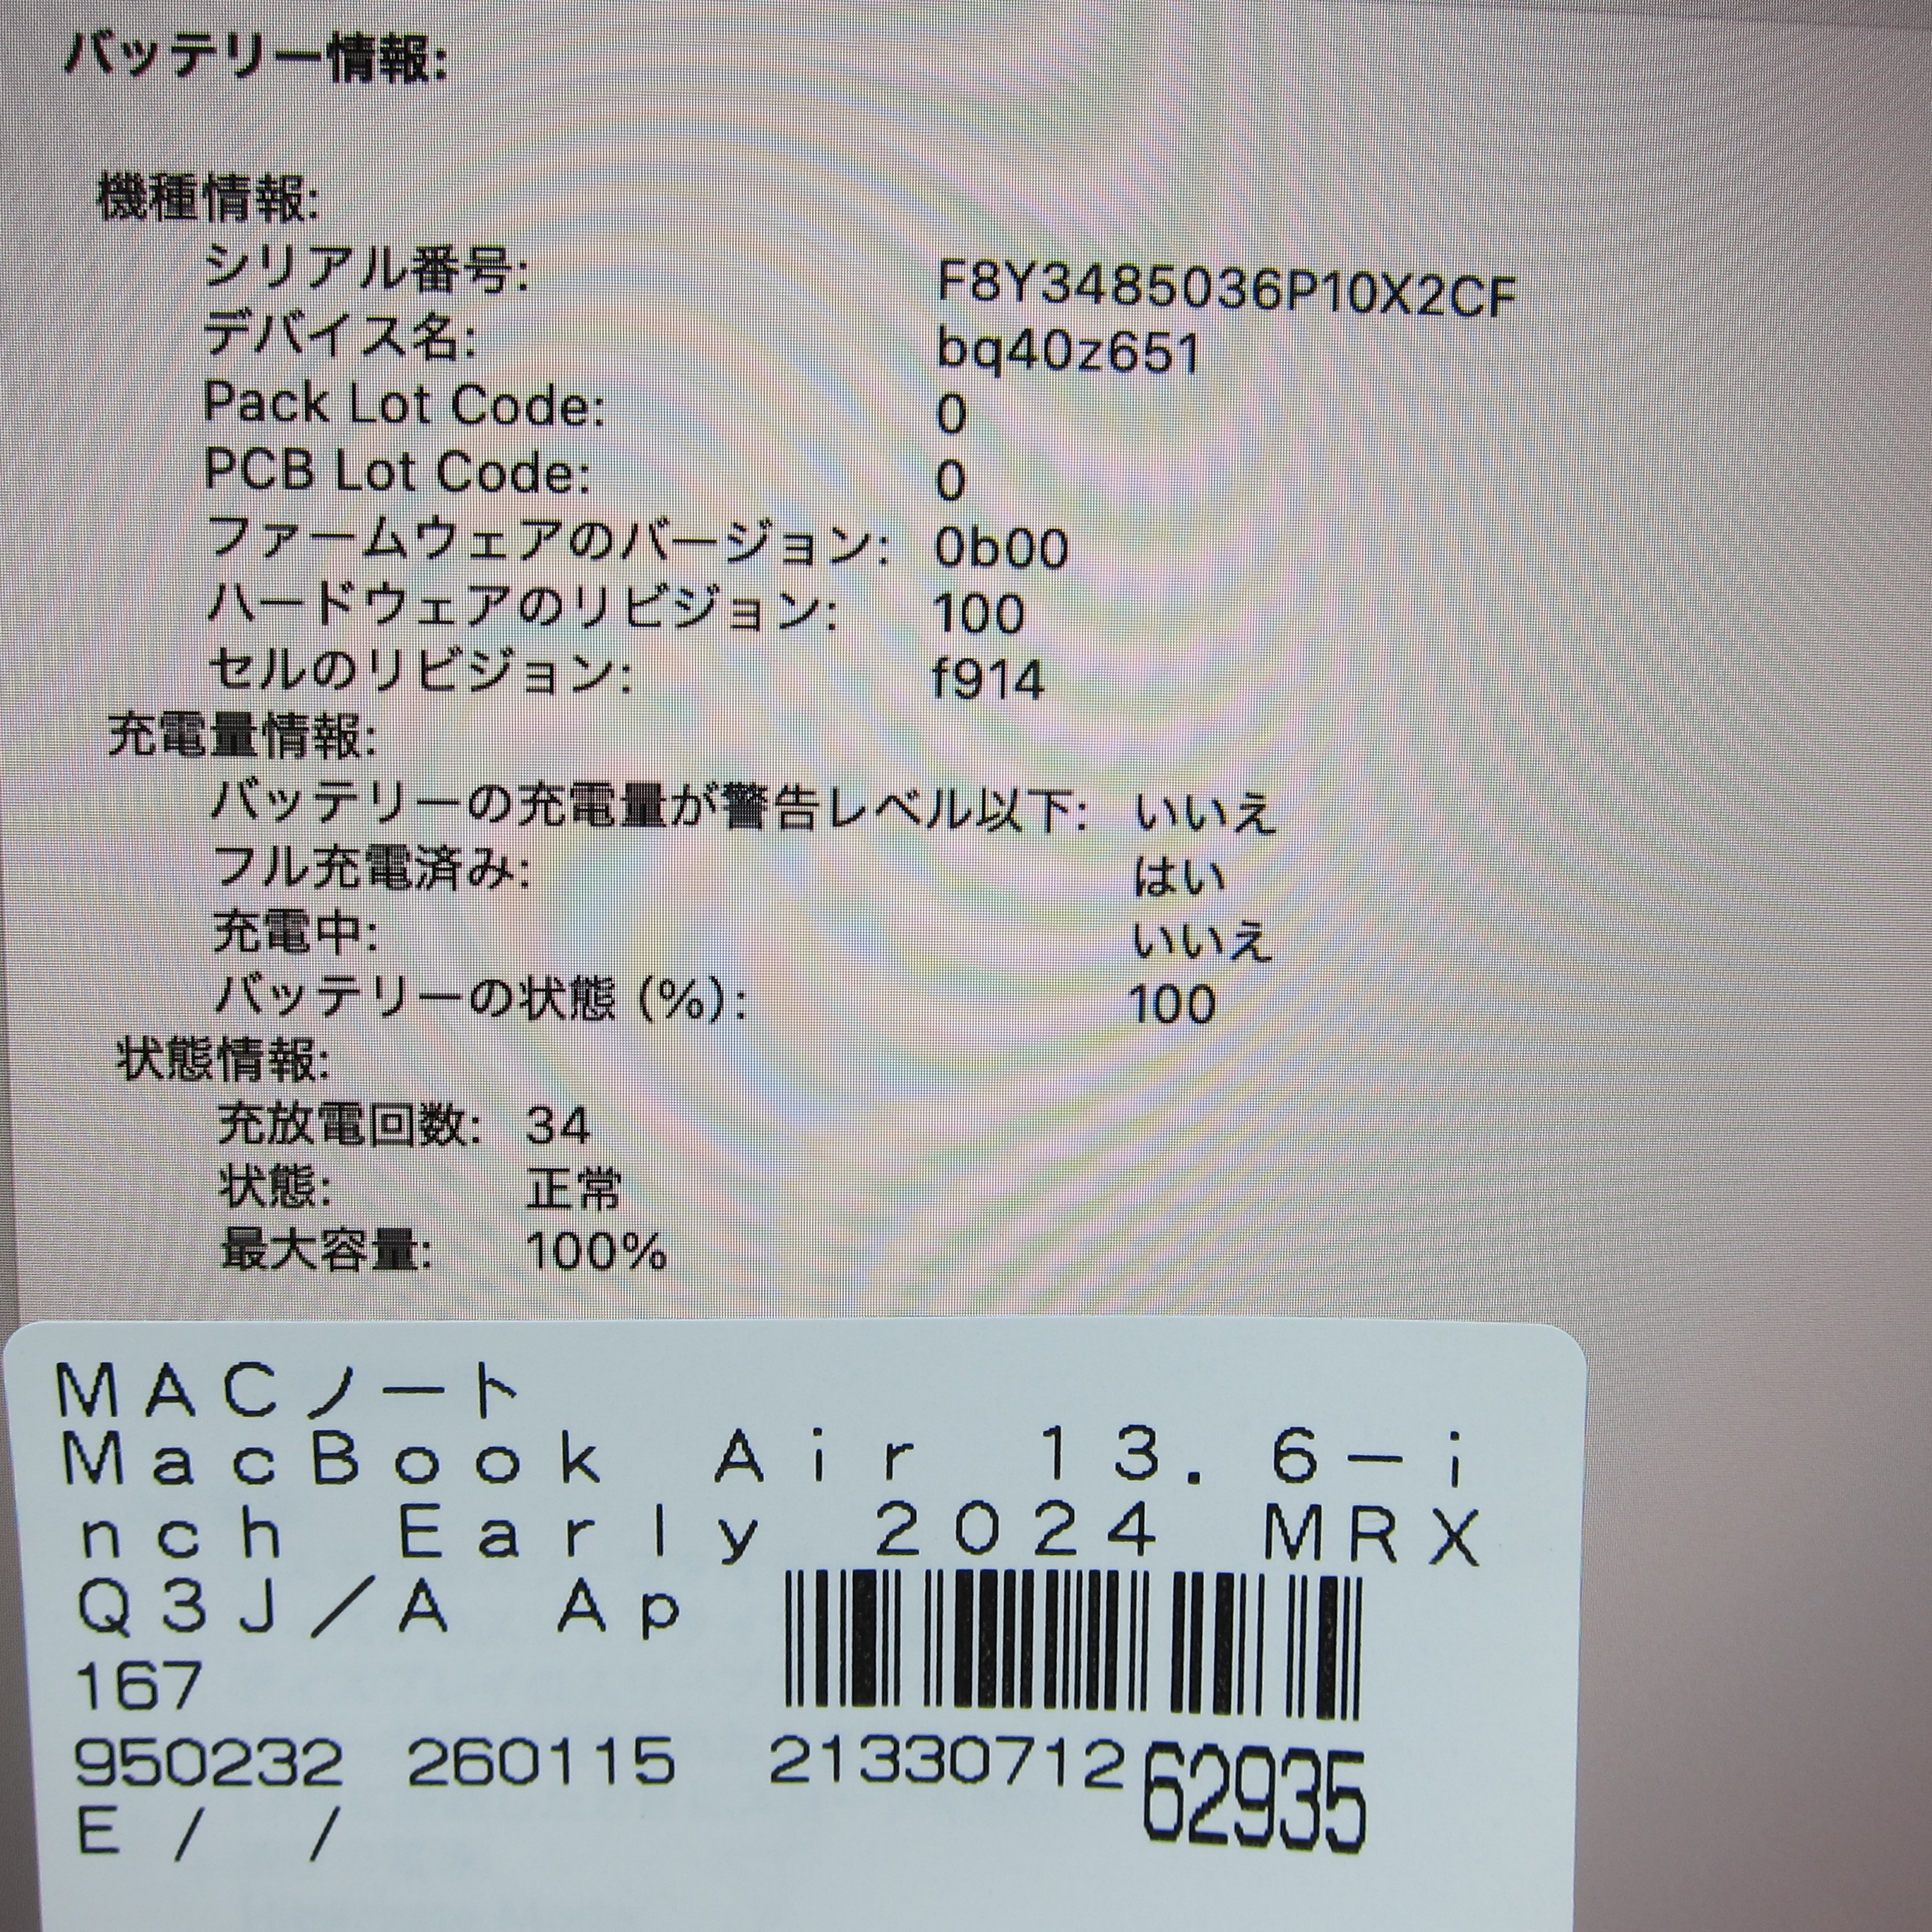 バッテリー情報:
機種情報:
シリアル番号: F8Y3485036P10X2CF
デバイス名: bq40z651
Pack Lot Code: 0
PCB Lot Code: 0
ファームウェアのバージョン: 0b00
ハードウェアのリビジョン: 100
セルのリビジョン: f914
充電量情報:
バッテリーの充電量が警告レベル以下: いいえ
フル充電済み: はい
充電中: いいえ
バッテリーの状態 (%): 100
状態情報:
充放電回数: 34
状態: 正常
最大容量: 100%
MACノート
MacBook Air 13.6-i
nch Early 2024 MRX
Q3J/A Ap
167
950232 260115 2133071262935
E / /